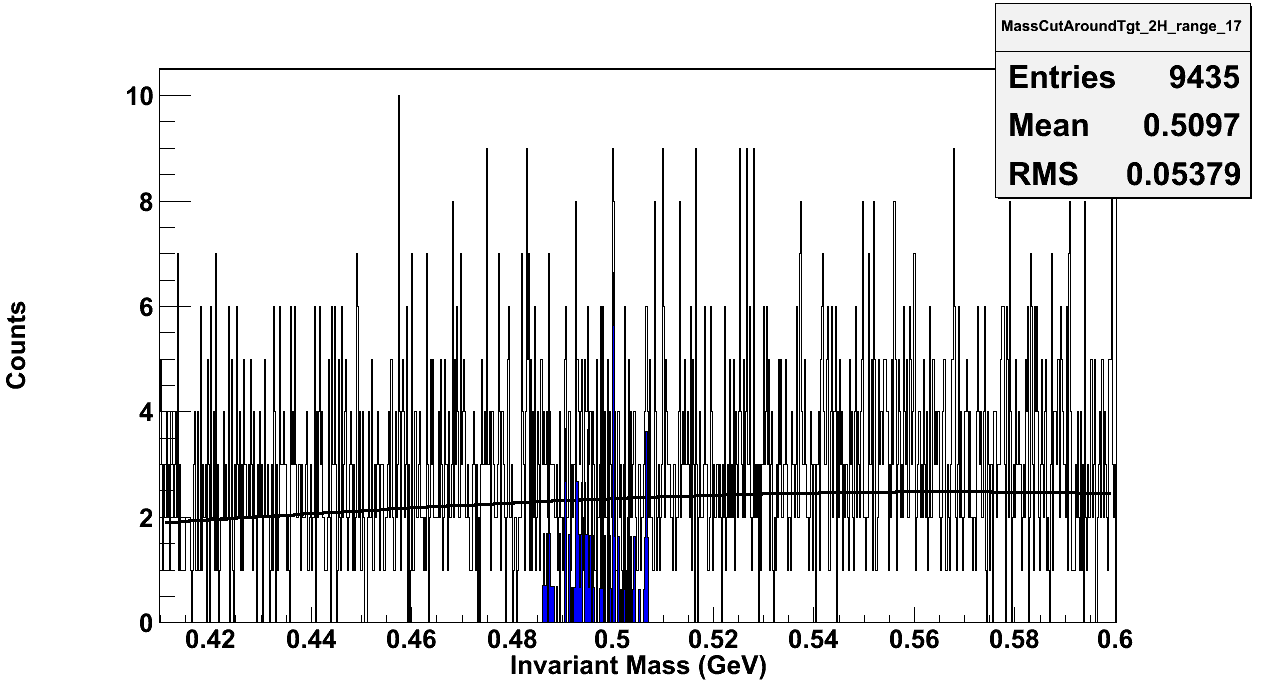 MassCutAroundTgt_2H_range_17
Entries 9435
Mean 0.5097
RMS 0.05379
Counts
10
8
6
4
2
0
0.42 0.44 0.46 0.48 0.5 0.52 0.54 0.56 0.58 0.6
Invariant Mass (GeV)